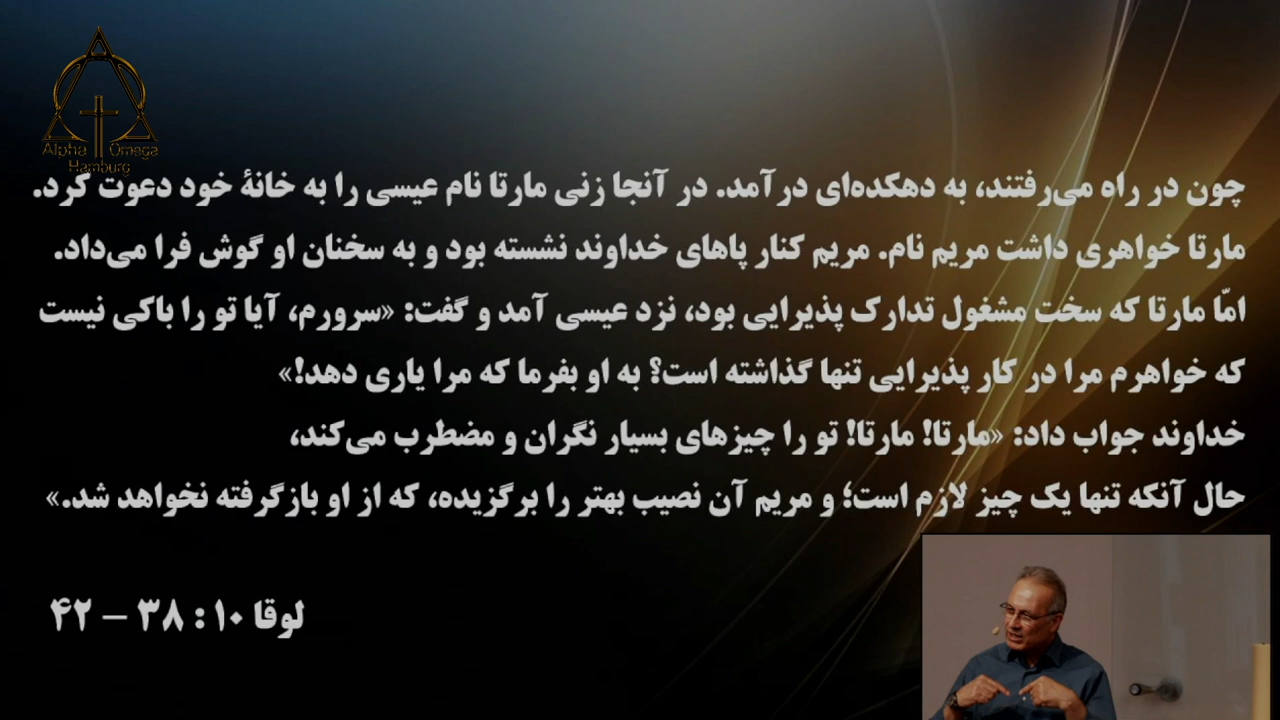 Alpha Omega
Hamburg
چون در راه می‌رفتند، به دهکده‌ای درآمد. در آنجا زنی مارتا نام عیسی را به خانهٔ خود دعوت کرد.
مارتا خواهری داشت مریم نام. مریم کنار پاهای خداوند نشسته بود و به سخنان او گوش فرا می‌داد.
امّا مارتا که سخت مشغول تدارک پذیرایی بود، نزد عیسی آمد و گفت: «سرورم، آیا تو را باکی نیست
که خواهرم مرا در کار پذیرایی تنها گذاشته است؟ به او بفرما که مرا یاری دهد!»
خداوند جواب داد: «مارتا! مارتا! تو را چیزهای بسیار نگران و مضطرب می‌کند،
حال آنکه تنها یک چیز لازم است؛ و مریم آن نصیب بهتر را برگزیده، که از او بازگرفته نخواهد شد.»
لوقا ۱۰ : ۳۸ – ۴۲